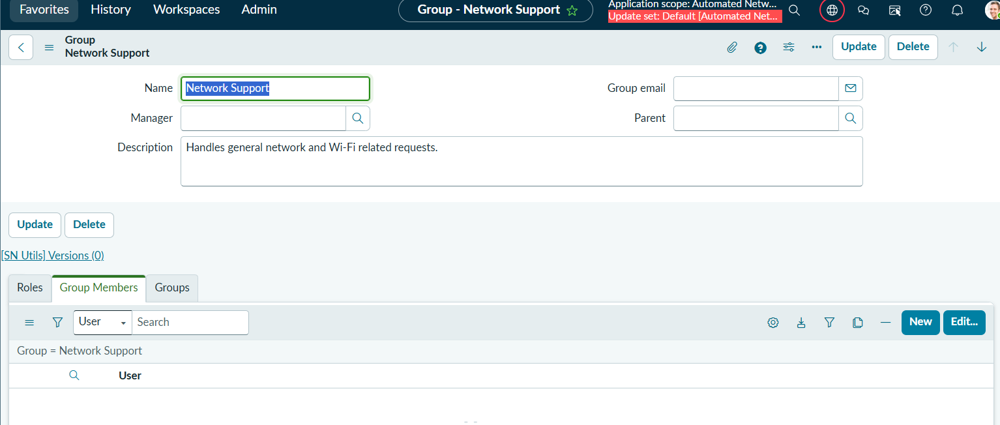 Favorites History Workspaces Admin Group - Network Support Application scope: Automated Netw...
Update set: Default [Automated Net...
Group
Network Support
Update Delete
Name Network Support Group email
Manager Parent
Description Handles general network and Wi-Fi related requests.
Update Delete
[SN Utils] Versions (0)
Roles Group Members Groups
User Search New Edit...
Group = Network Support
User